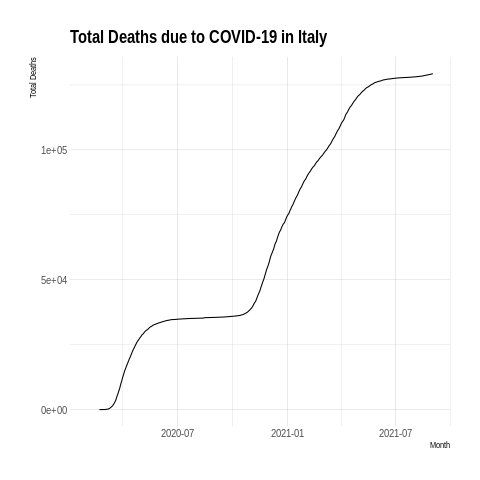 Total Deaths due to COVID-19 in Italy
Total Deaths
1e+05
5e+04
0e+00
2020-07 2021-01 2021-07
Month